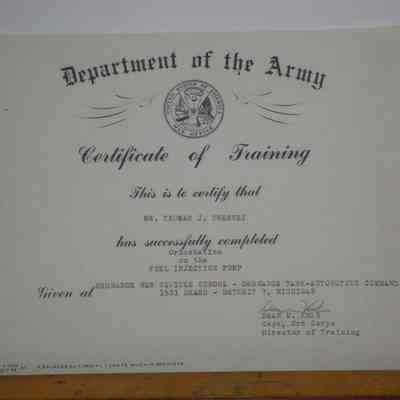 Department of the Army
Certificate of Training
This is to certify that
MR. THOMAS J.
has successfully completed
Orientation
on the
FUEL INJECTION PUMP
Given at ORDNANCE NEW VEHICLE SCHOOL - ORDNANCE TANK-AUTOMOTIVE COMMAND
1501 BEARD - DETROIT 9, MICHIGAN
Capt, Ord Corps
Director of Training